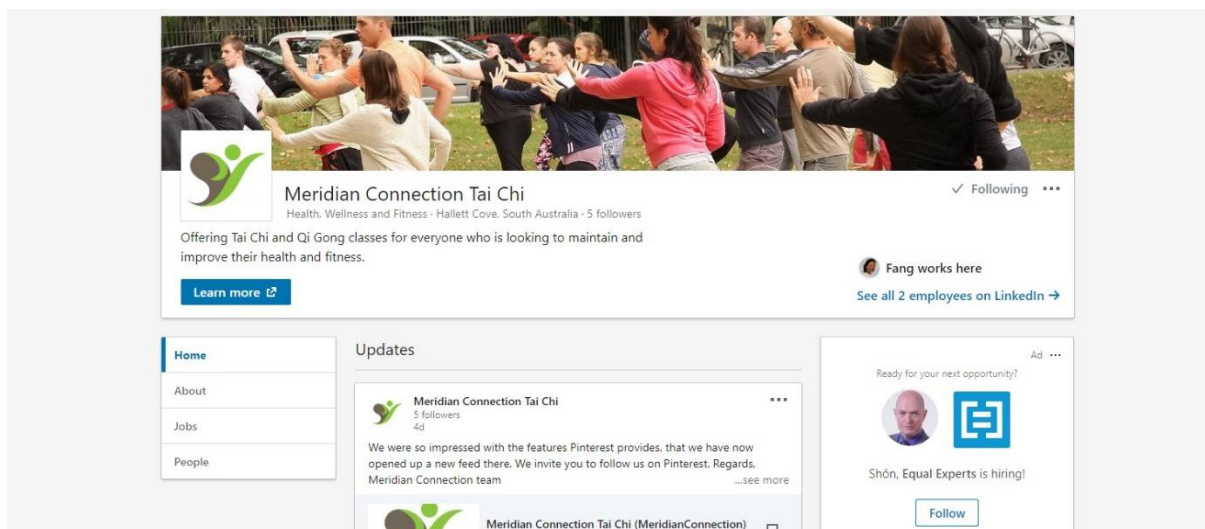 Meridian Connection Tai Chi
Health, Wellness and Fitness · Hallett Cove, South Australia · 5 followers
Offering Tai Chi and Qi Gong classes for everyone who is looking to maintain and
improve their health and fitness.
Learn more
Following
Fang works here
See all 2 employees on LinkedIn →
Home
About
Jobs
People
Updates
Meridian Connection Tai Chi
5 followers
4d
We were so impressed with the features Pinterest provides, that we have now
opened up a new feed there. We invite you to follow us on Pinterest. Regards,
Meridian Connection team
...see more
Meridian Connection Tai Chi (MeridianConnection)
Ad
Ready for your next opportunity?
Shôn, Equal Experts is hiring!
Follow